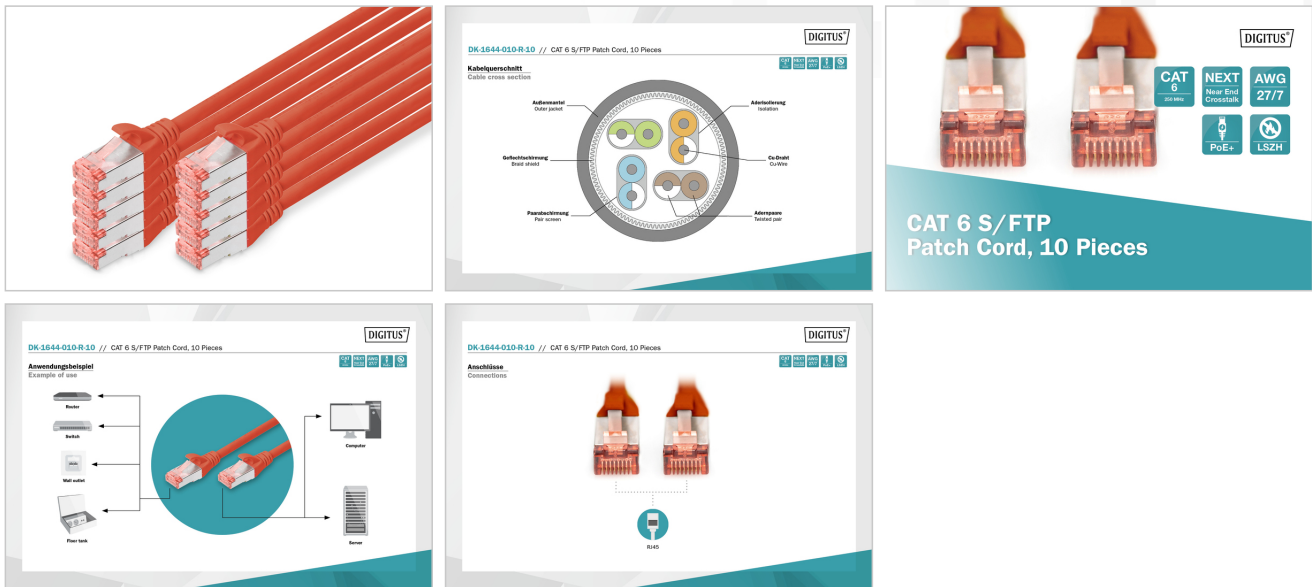 DIGITUS®
DK-1644-010-R-10 // CAT 6 S/FTP Patch Cord, 10 Pieces
Kabelquerschnitt
Cable cross section
Außenmantel
Outer jacket
Geflechtschirmung
Braid shield
Paarabschirmung
Pair screen
Aderisolierung
Isolation
Cu-Draht
Cu-Wire
Adernpaare
Twisted pair
DIGITUS®
CAT
6
250 MHz
NEXT
Near End
Crosstalk
AWG
27/7
PoE+
LSZH
CAT 6 S/FTP
Patch Cord, 10 Pieces
DIGITUS®
DK-1644-010-R-10 // CAT 6 S/FTP Patch Cord, 10 Pieces
Anwendungsbeispiel
Example of use
Router
Switch
Wall outlet
Floor tank
Computer
Server
DIGITUS®
DK-1644-010-R-10 // CAT 6 S/FTP Patch Cord, 10 Pieces
Anschlüsse
Connections
RJ45